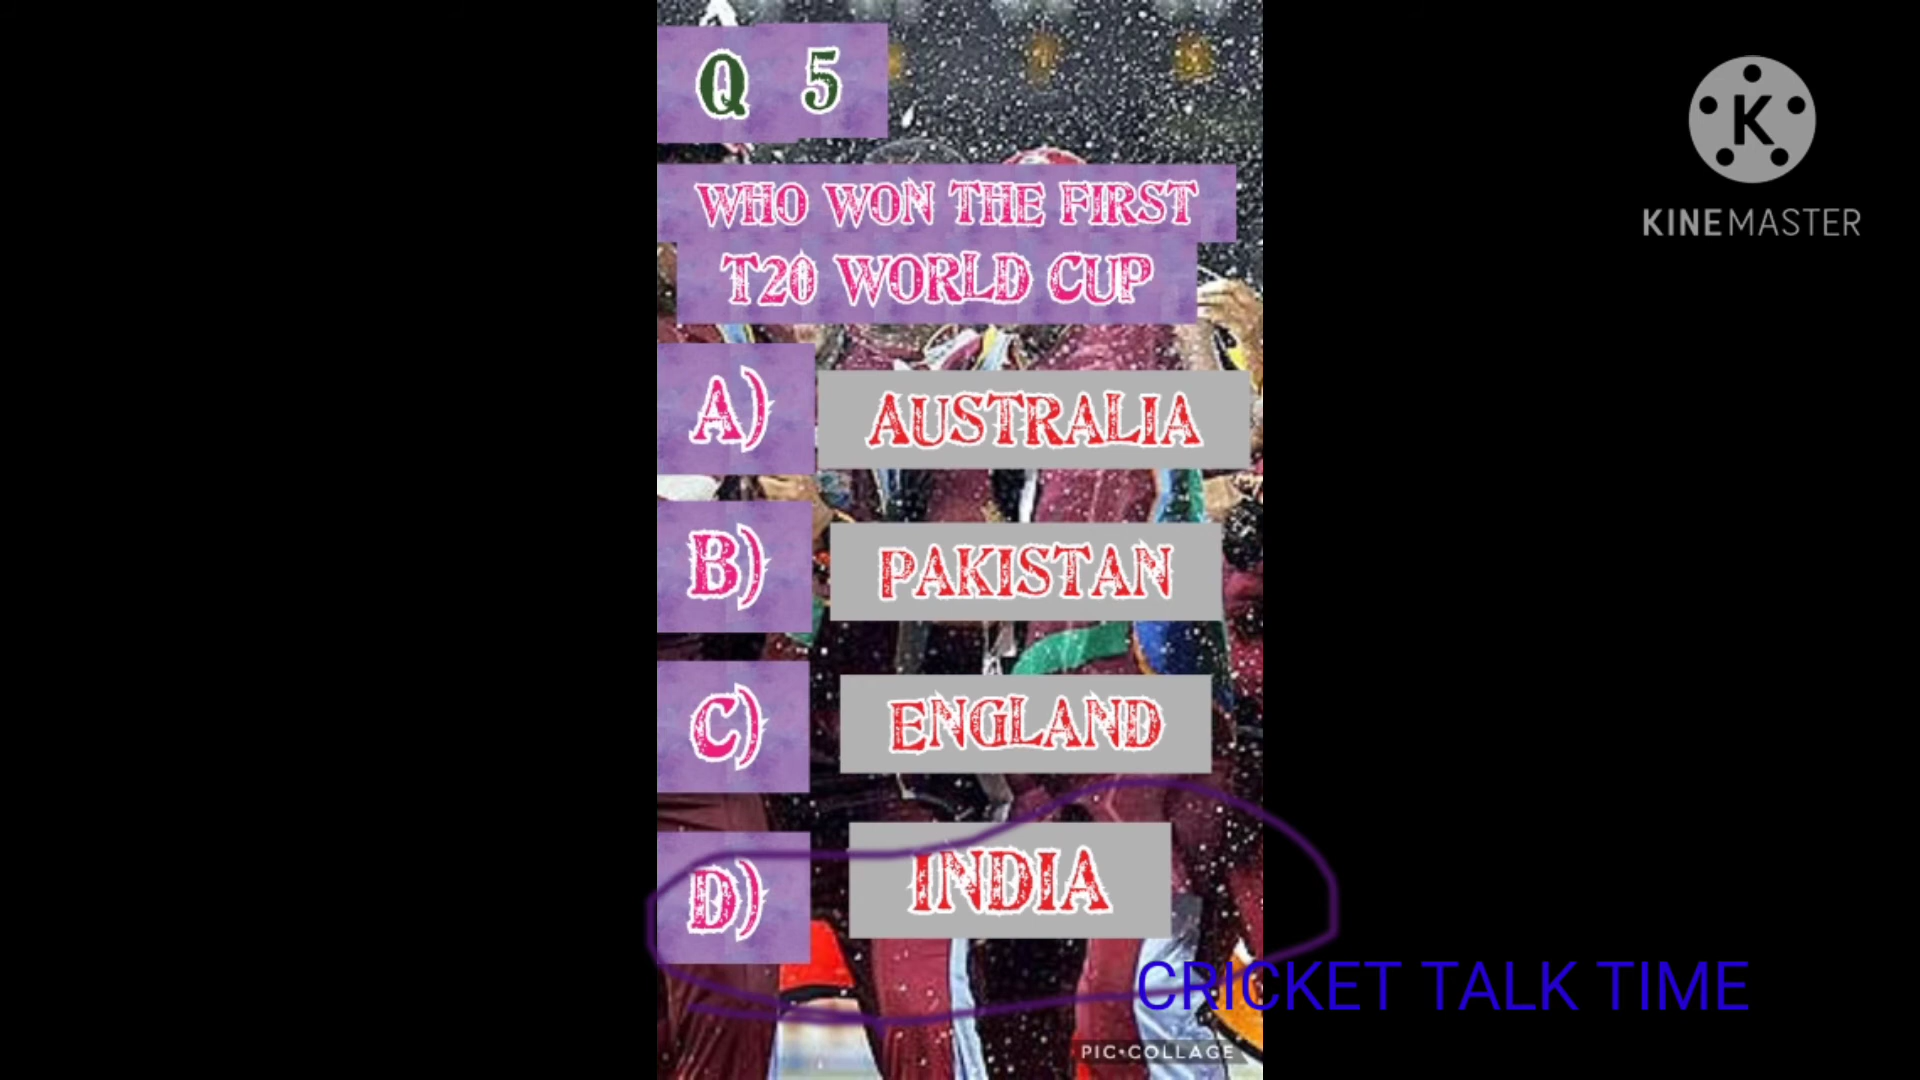 Q 5
KINEMASTER
WHO WON THE FIRST
T20 WORLD CUP
A) AUSTRALIA
B) PAKISTAN
C) ENGLAND
D) INDIA
CRICKET TALK TIME
PIC•COLLAGE